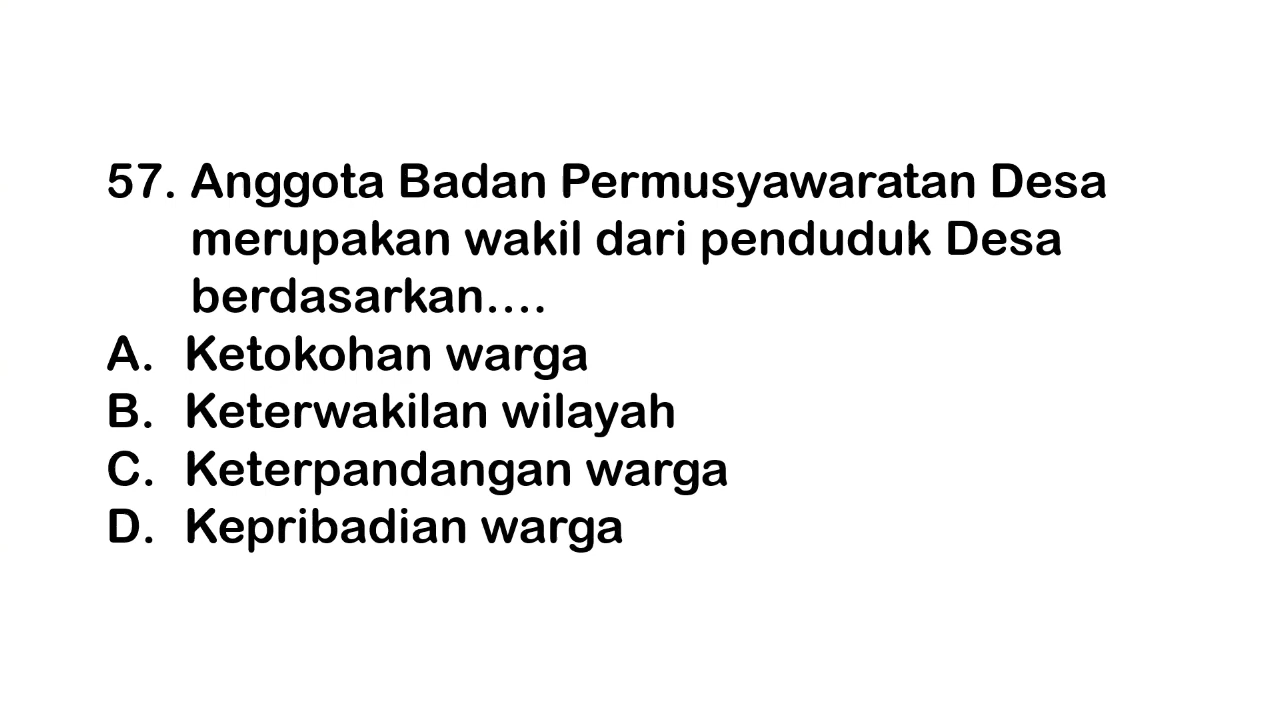 57. Anggota Badan Permusyawaratan Desa
merupakan wakil dari penduduk Desa
berdasarkan....
A. Ketokohan warga
B. Keterwakilan wilayah
C. Keterpandangan warga
D. Kepribadian warga